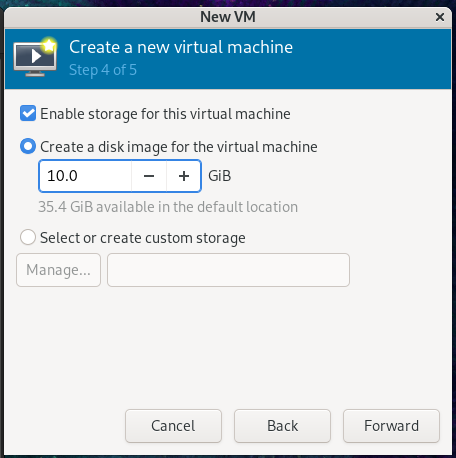 New VM
Create a new virtual machine
Step 4 of 5
Enable storage for this virtual machine
Create a disk image for the virtual machine
10.0 − + GiB
35.4 GiB available in the default location
Select or create custom storage
Manage...
Cancel Back Forward